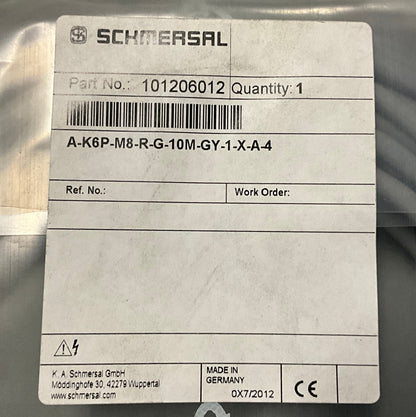 SCHMERSAL
Part No.: 101206012 Quantity: 1
A-K6P-M8-R-G-10M-GY-1-X-A-4
Ref. No.: Work Order:
K. A. Schmersal GmbH
Möddinghofe 30, 42279 Wuppertal
www.schmersal.com
MADE IN
GERMANY
0X7/2012
CE